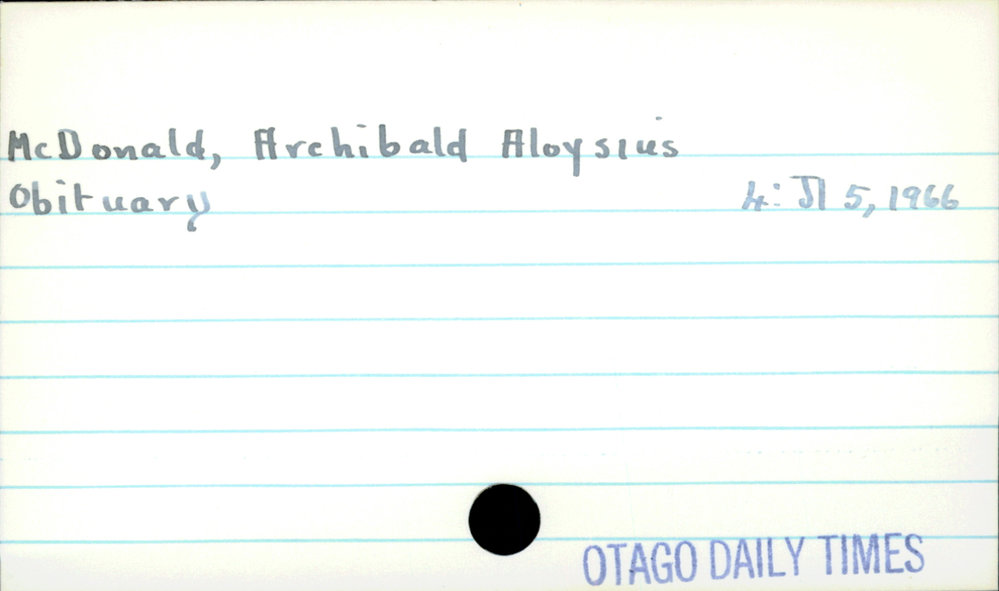 McDonald, Archibald Aloysius
Obituary 4: Jl 5, 1966
OTAGO DAILY TIMES